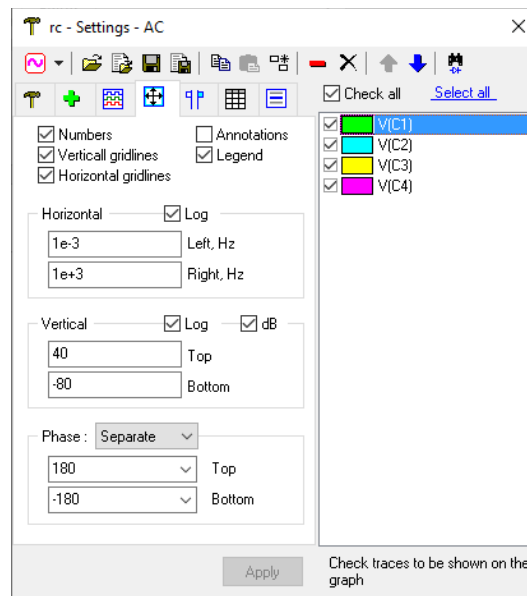 rc - Settings - AC
Check all Select all
Numbers Annotations
Verticall gridlines Legend
Horizontal gridlines
V(C1)
V(C2)
V(C3)
V(C4)
Horizontal Log
1e-3 Left, Hz
1e+3 Right, Hz
Vertical Log dB
40 Top
-80 Bottom
Phase : Separate
180 Top
-180 Bottom
Apply
Check traces to be shown on the
graph